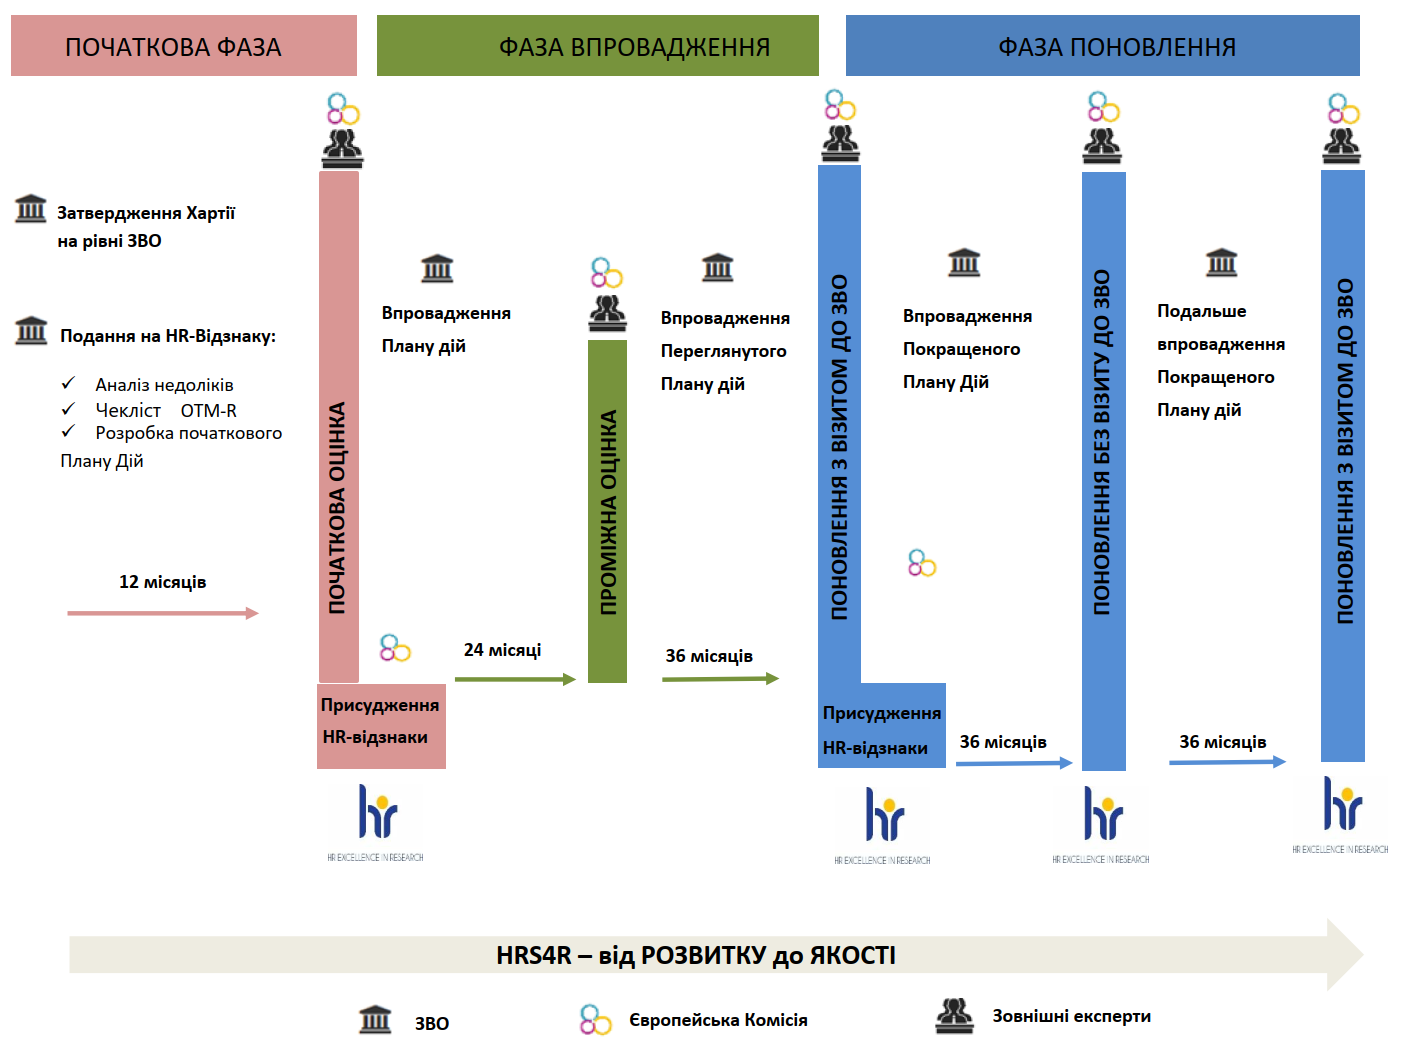 ПОЧАТКОВА ФАЗА
ФАЗА ВПРОВАДЖЕННЯ
ФАЗА ПОНОВЛЕННЯ
Затвердження Хартії
на рівні ЗВО
Подання на HR-Відзнаку:
✓ Аналіз недоліків
✓ Чекліст OTM-R
✓ Розробка початкового
Плану Дій
12 місяців
ПОЧАТКОВА ОЦІНКА
Присудження
HR-відзнаки
HR EXCELLENCE IN RESEARCH
Впровадження
Плану дій
24 місяці
ПРОМІЖНА ОЦІНКА
Впровадження
Переглянутого
Плану дій
36 місяців
ПОНОВЛЕННЯ З ВІЗИТОМ ДО ЗВО
Присудження
HR-відзнаки
HR EXCELLENCE IN RESEARCH
Впровадження
Покращеного
Плану Дій
36 місяців
ПОНОВЛЕННЯ БЕЗ ВІЗИТУ ДО ЗВО
HR EXCELLENCE IN RESEARCH
Подальше
впровадження
Покращеного
Плану дій
36 місяців
ПОНОВЛЕННЯ З ВІЗИТОМ ДО ЗВО
HR EXCELLENCE IN RESEARCH
HRS4R – від РОЗВИТКУ до ЯКОСТІ
ЗВО
Європейська Комісія
Зовнішні експерти